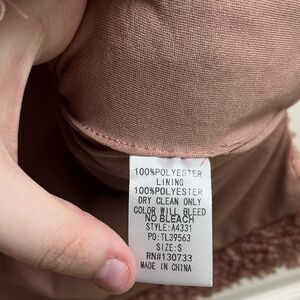 100%POLYESTER
LINING
100%POLYESTER
DRY CLEAN ONLY
COLOR WILL BLEED
NO BLEACH
STYLE:A4331
PO:TL39563
SIZE:S
RN#130733
MADE IN CHINA